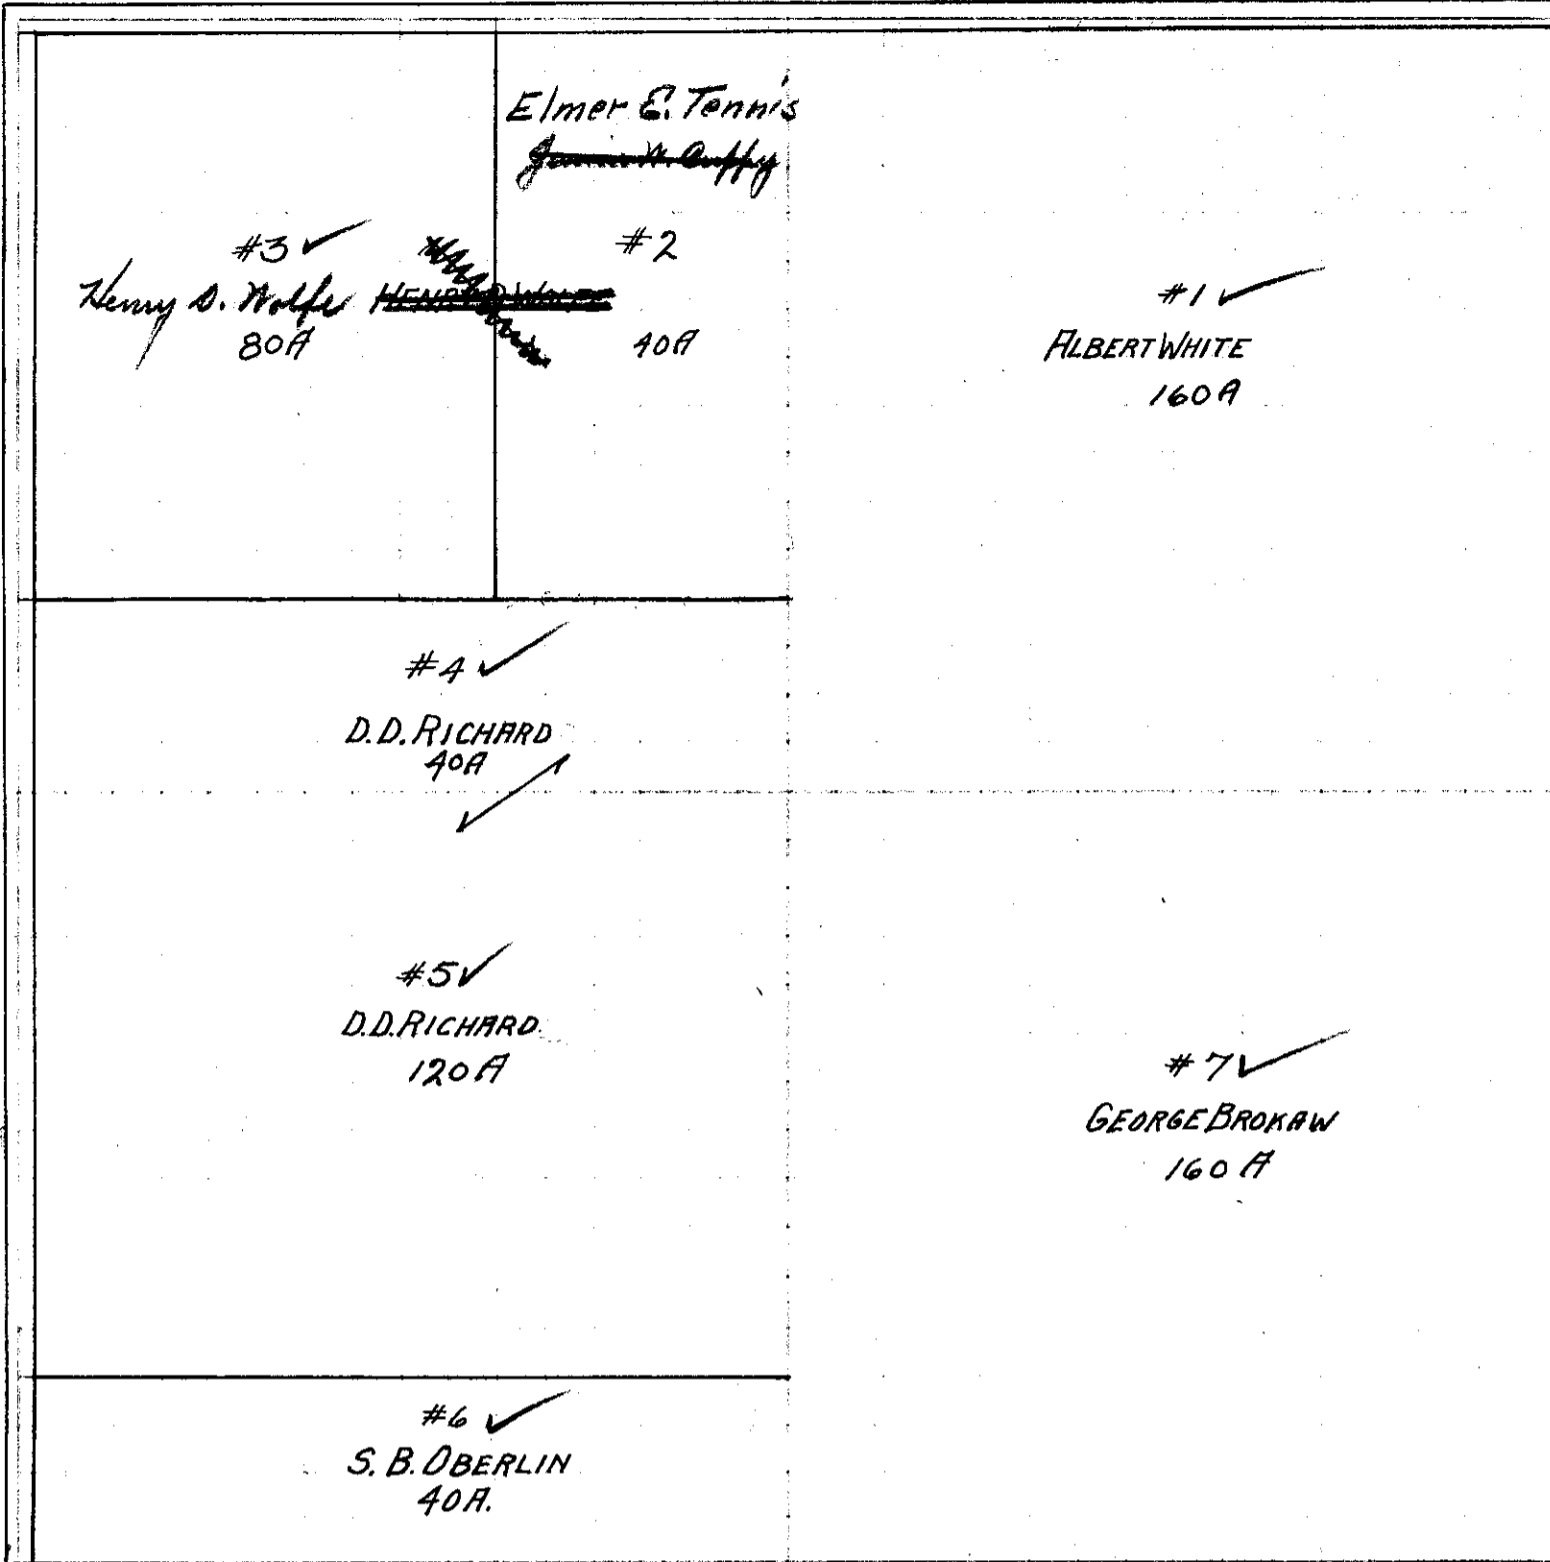 Elmer E. Tennis
#3 ✓
Henry D. Wolfe
80A
#2
40A
#1 ✓
ALBERT WHITE
160A
#4 ✓
D.D. RICHARD
40A
#5 ✓
D.D. RICHARD
120A
#7 ✓
GEORGE BROKAW
160 A
#6 ✓
S. B. OBERLIN
40A.